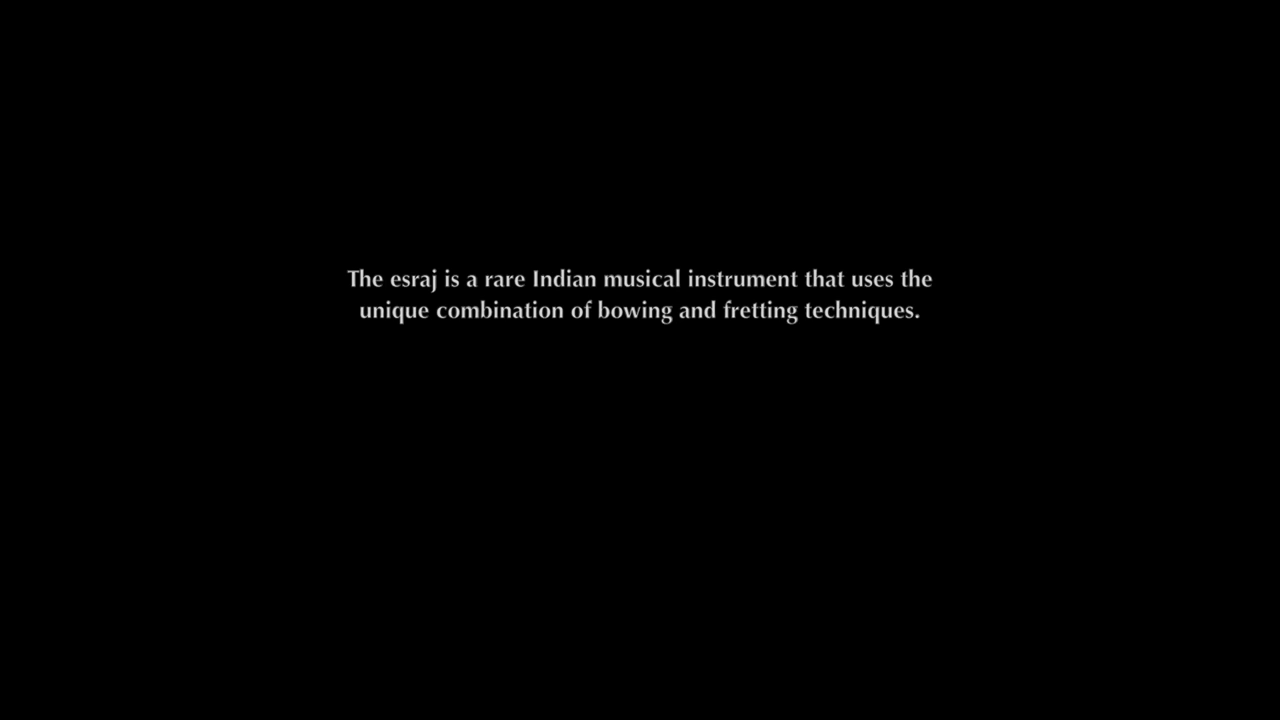 The esraj is a rare Indian musical instrument that uses the
unique combination of bowing and fretting techniques.